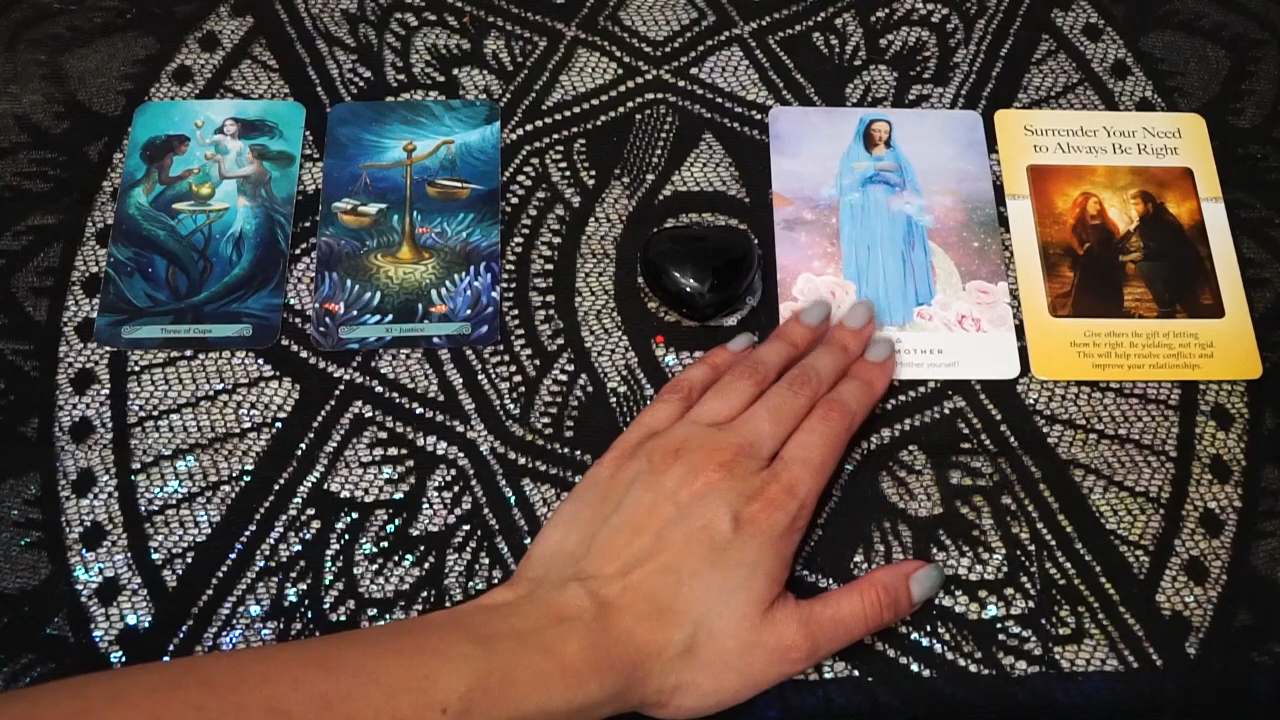 Three of Cups
XI - Justice
MOTHER
Mother yourself?
Surrender Your Need
to Always Be Right
Give others the gift of letting
them be right. Be yielding, not rigid.
This will help resolve conflicts and
improve your relationships.